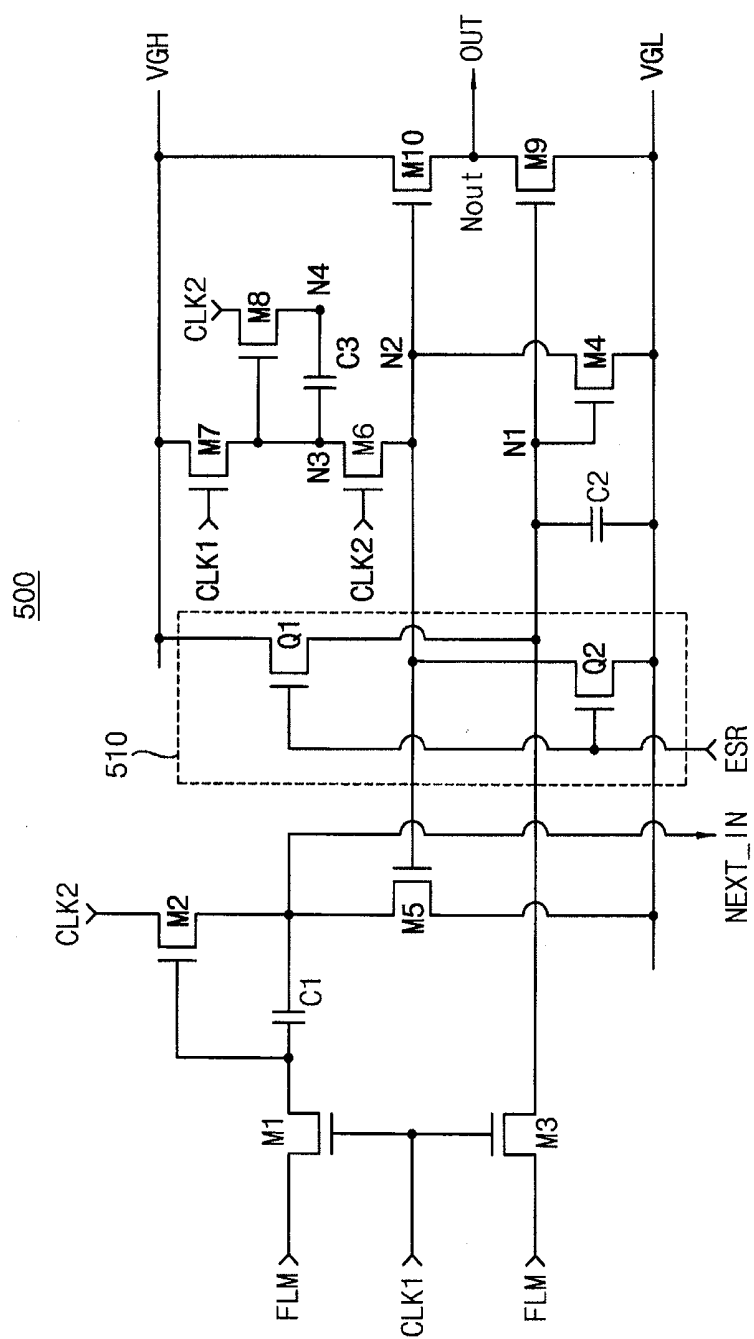 500
VGH
CLK2
CLK2
M7
M8
M2
CLK1
N4
Q1
C3
510
N3
M6
C1
CLK2
M10
FLM
M1
N2
OUT
Nout
CLK1
M5
M9
N1
C2
M4
FLM
M3
Q2
VGL
NEXT_IN
ESR